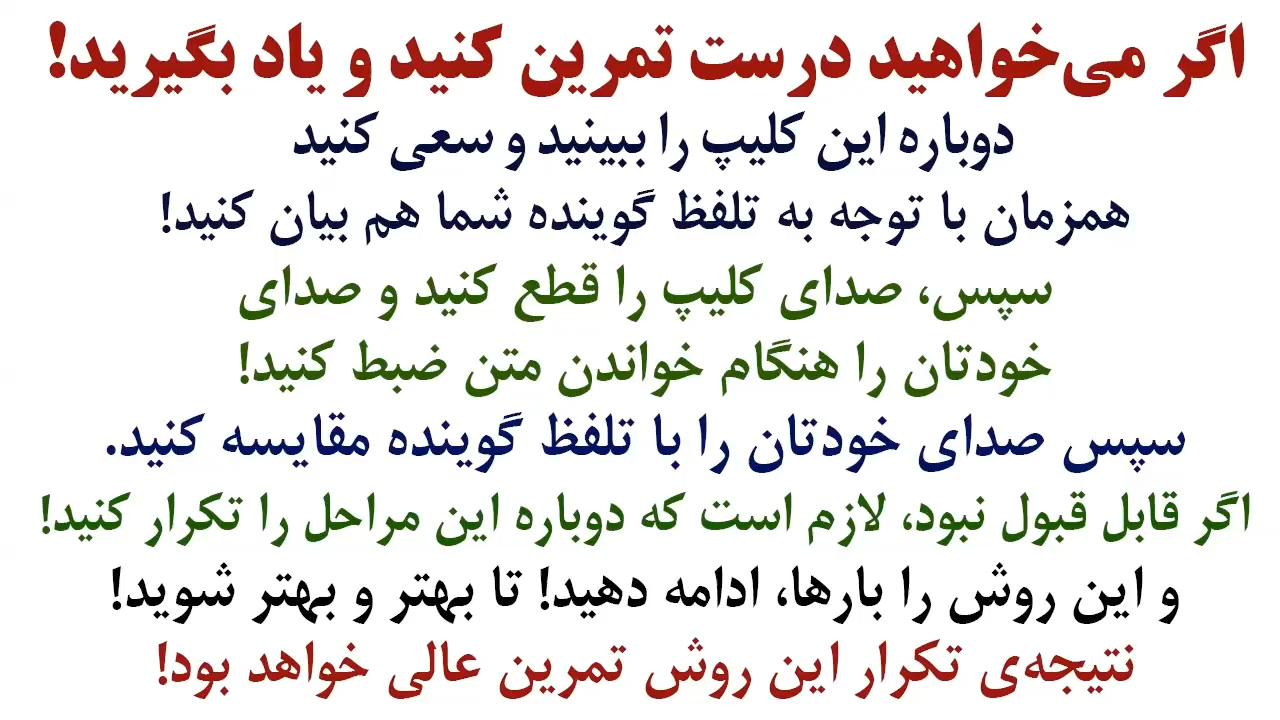 اگر می‌خواهید درست تمرین کنید و یاد بگیرید!
دوباره این کلیپ را ببینید و سعی کنید
همزمان با توجه به تلفظ گوینده شما هم بیان کنید!
سپس، صدای کلیپ را قطع کنید و صدای
خودتان را هنگام خواندن متن ضبط کنید!
سپس صدای خودتان را با تلفظ گوینده مقایسه کنید.
اگر قابل قبول نبود، لازم است که دوباره این مراحل را تکرار کنید!
و این روش را بارها، ادامه دهید! تا بهتر و بهتر شوید!
نتیجه‌ی تکرار این روش تمرین عالی خواهد بود!